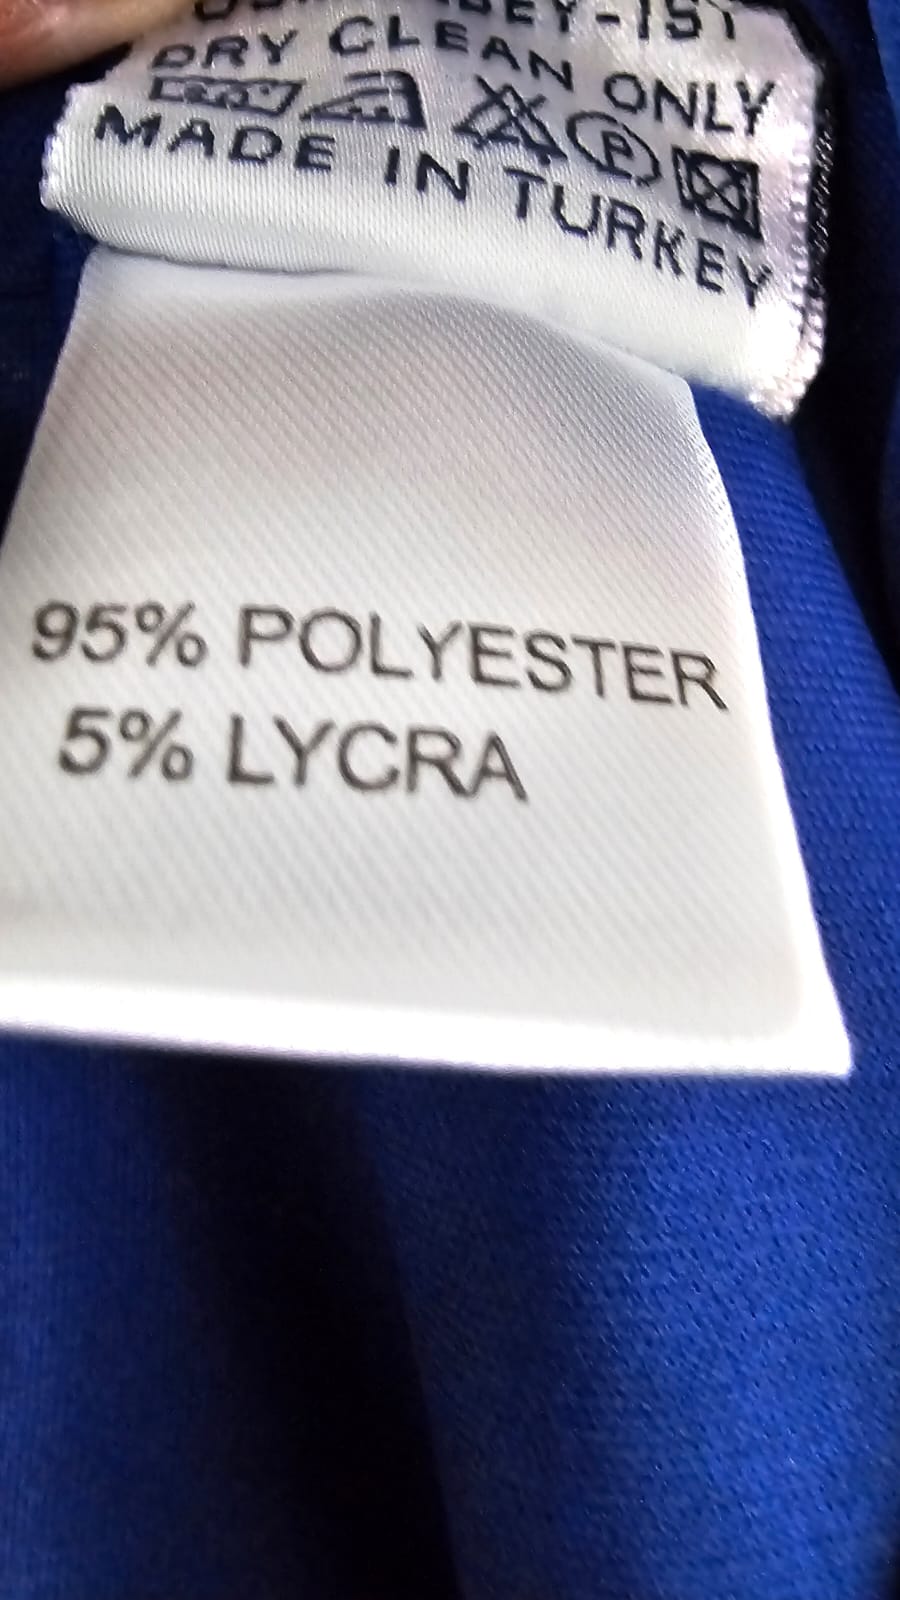 DRY CLEAN ONLY
P
MADE IN TURKEY
95% POLYESTER
5% LYCRA